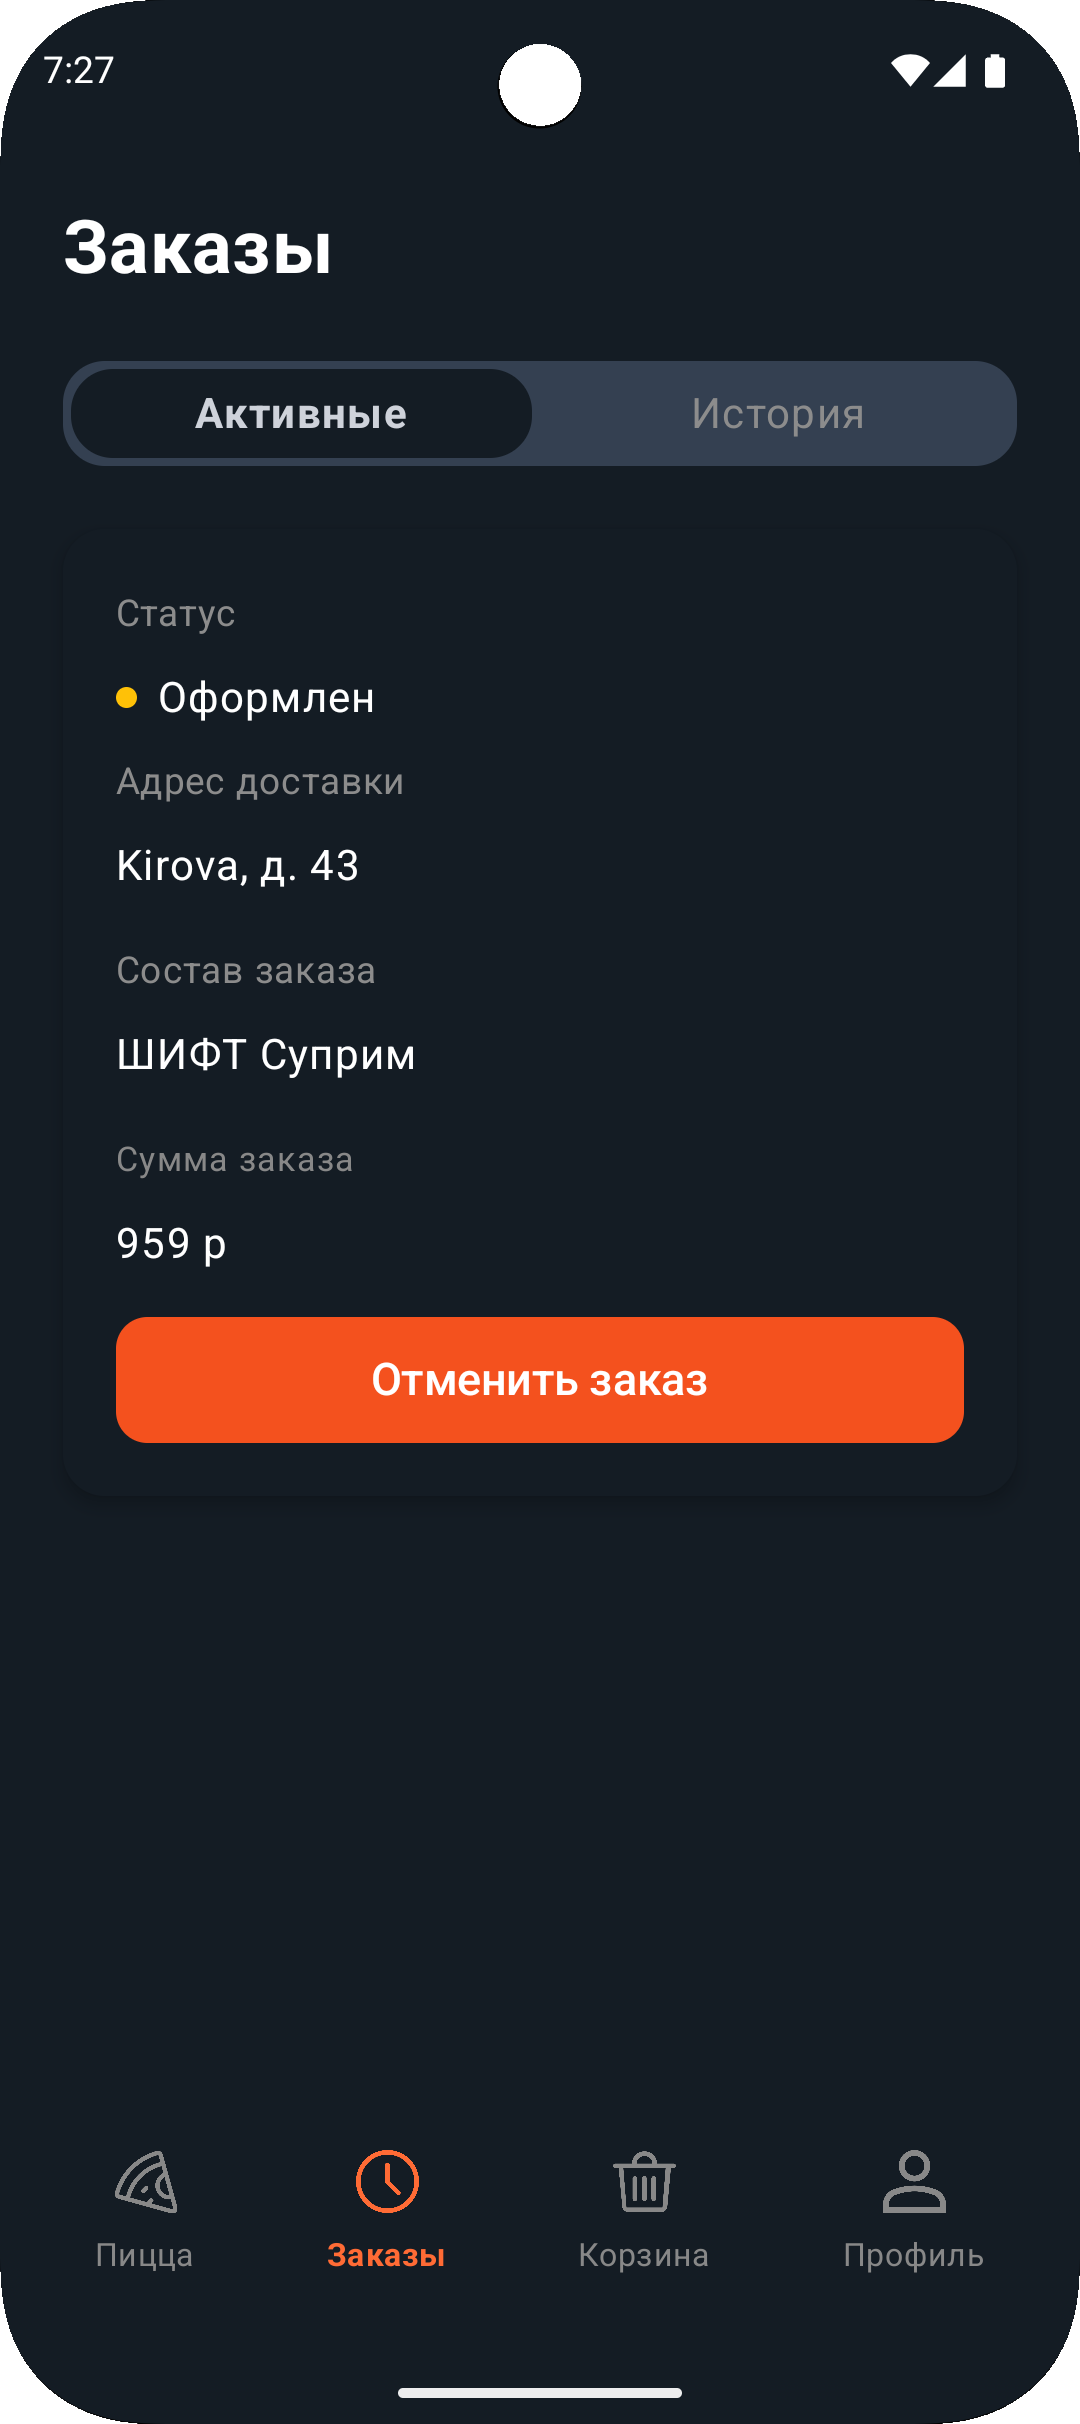 7:27
Заказы
Активные История
Статус
Оформлен
Адрес доставки
Kirova, д. 43
Состав заказа
ШИФТ Суприм
Сумма заказа
959 р
Отменить заказ
Пицца Заказы Корзина Профиль